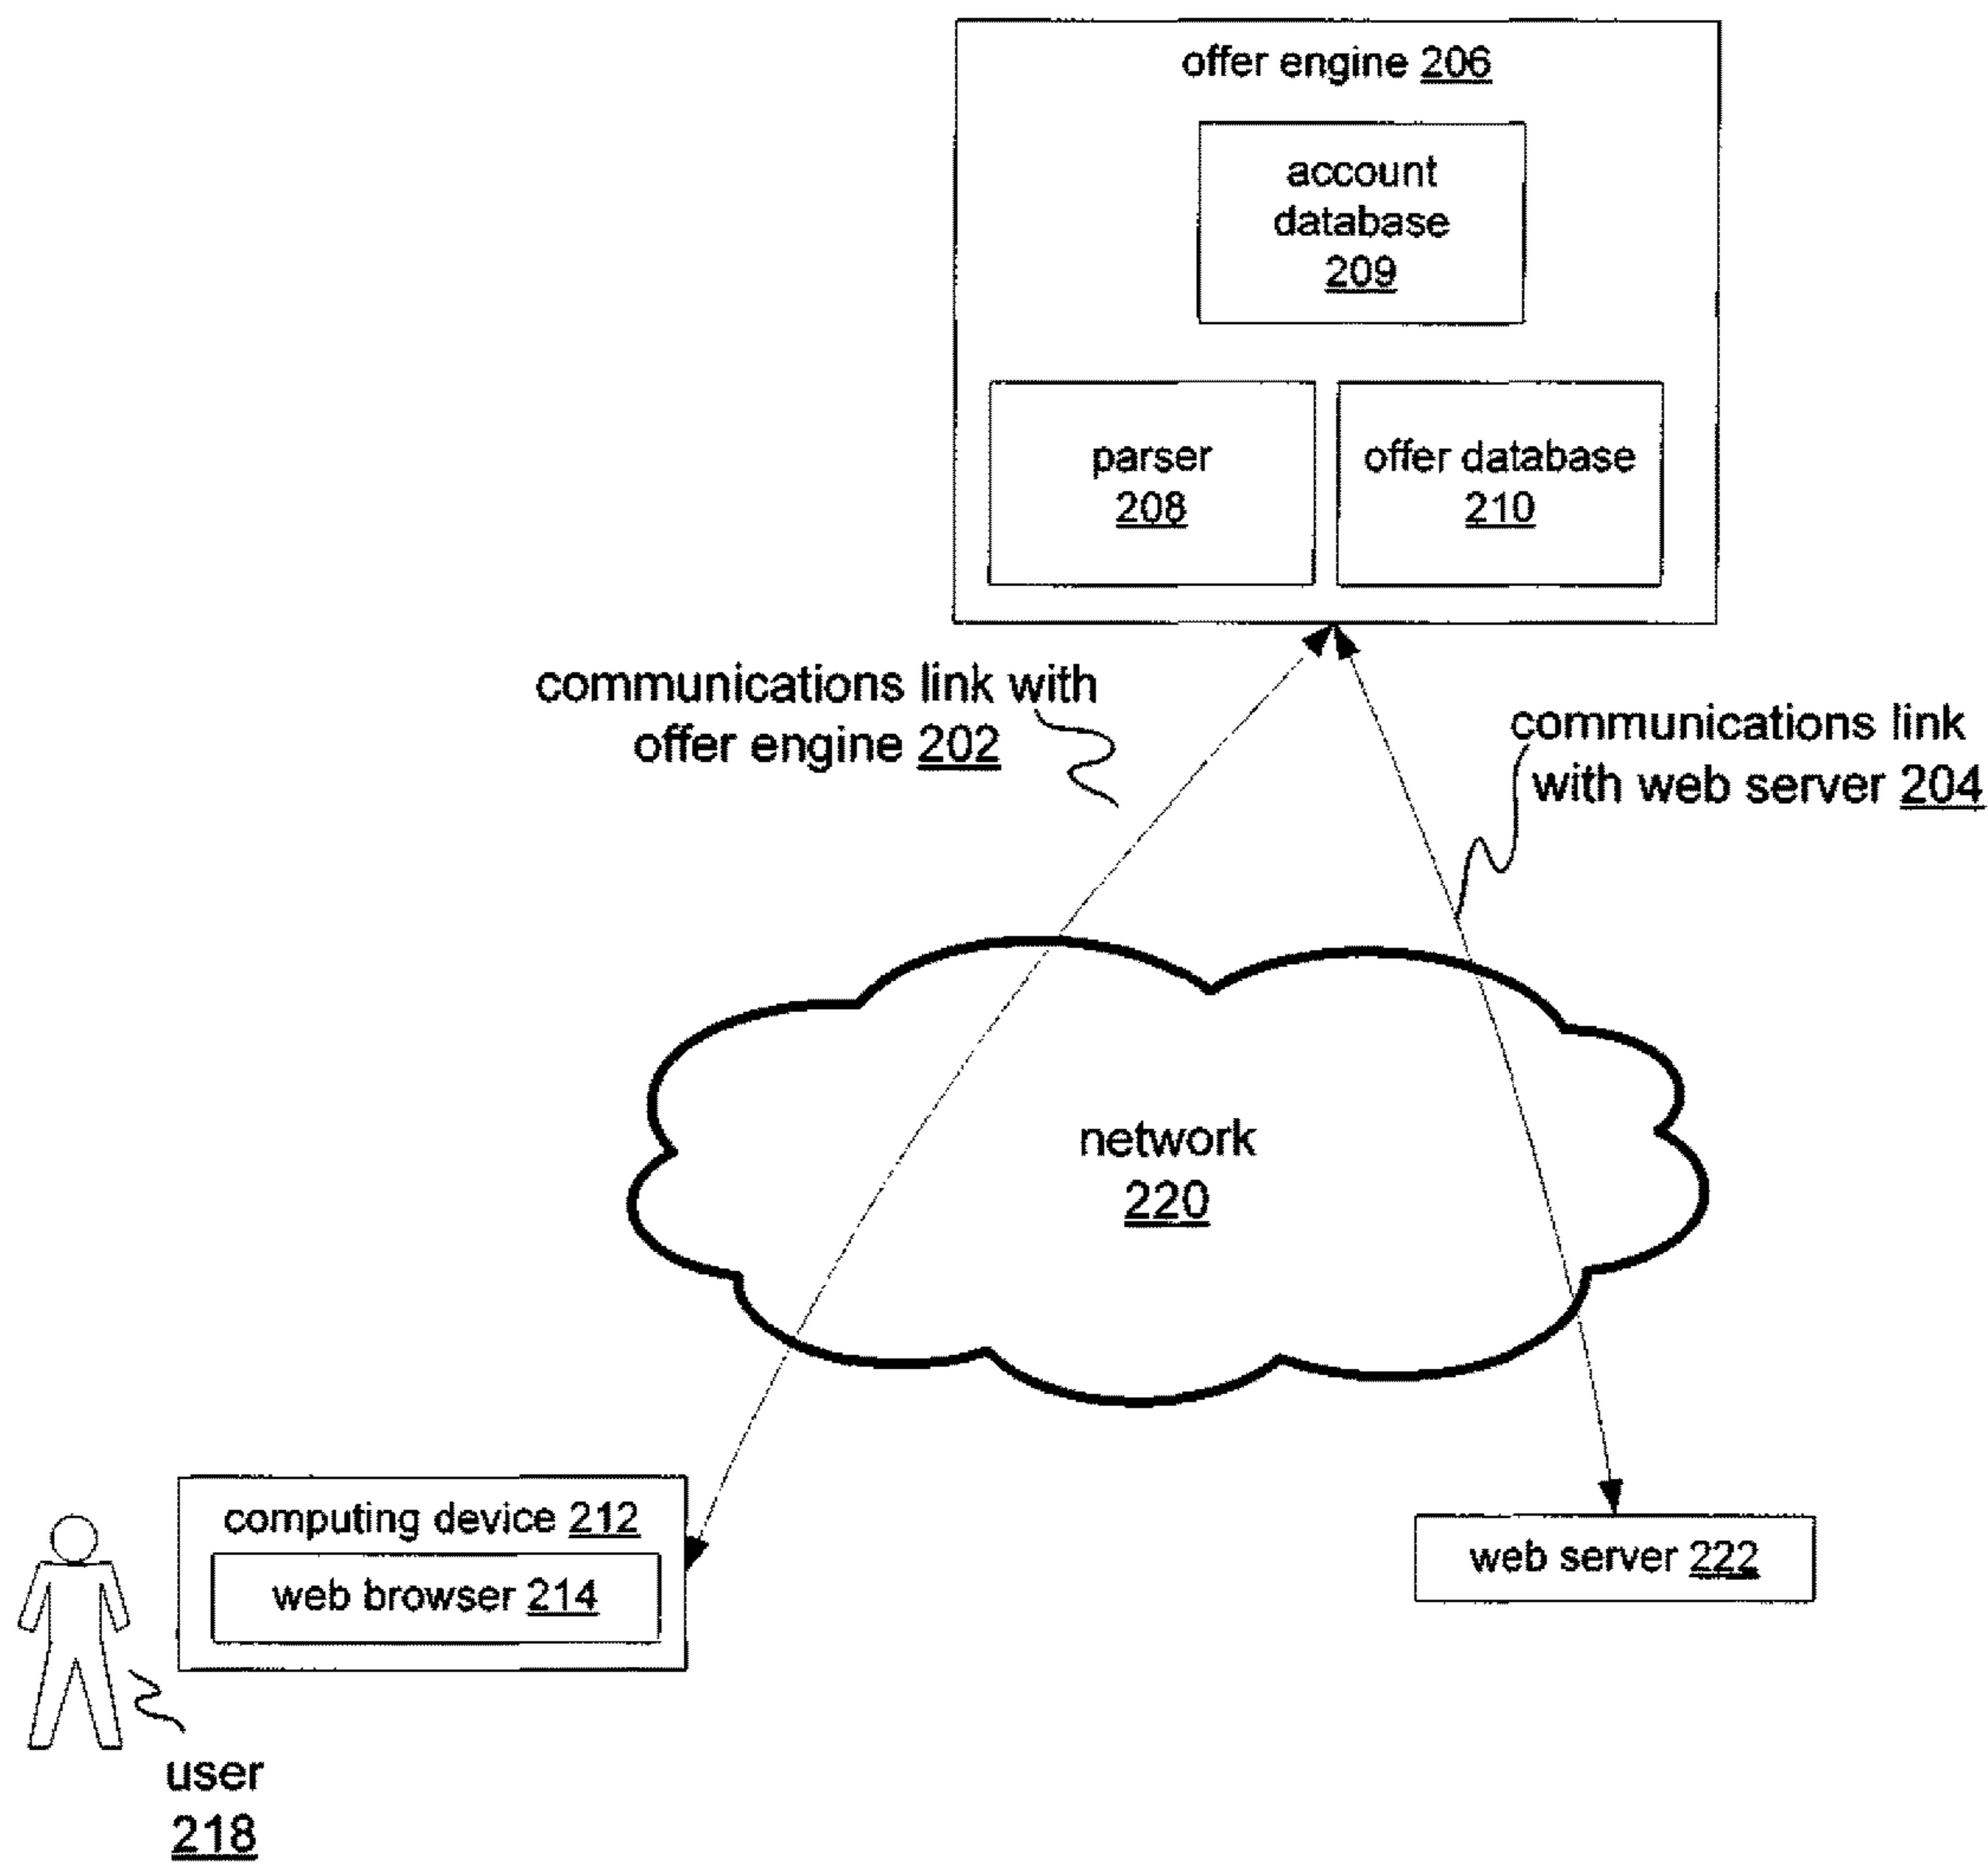 offer engine 206
account
database
209
parser
208
offer database
210
communications link with
offer engine 202
communications link
with web server 204
network
220
computing device 212
web browser 214
web server 222
user
218